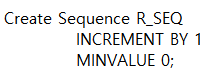 Create Sequence R_SEQ
INCREMENT BY 1
MINVALUE 0;